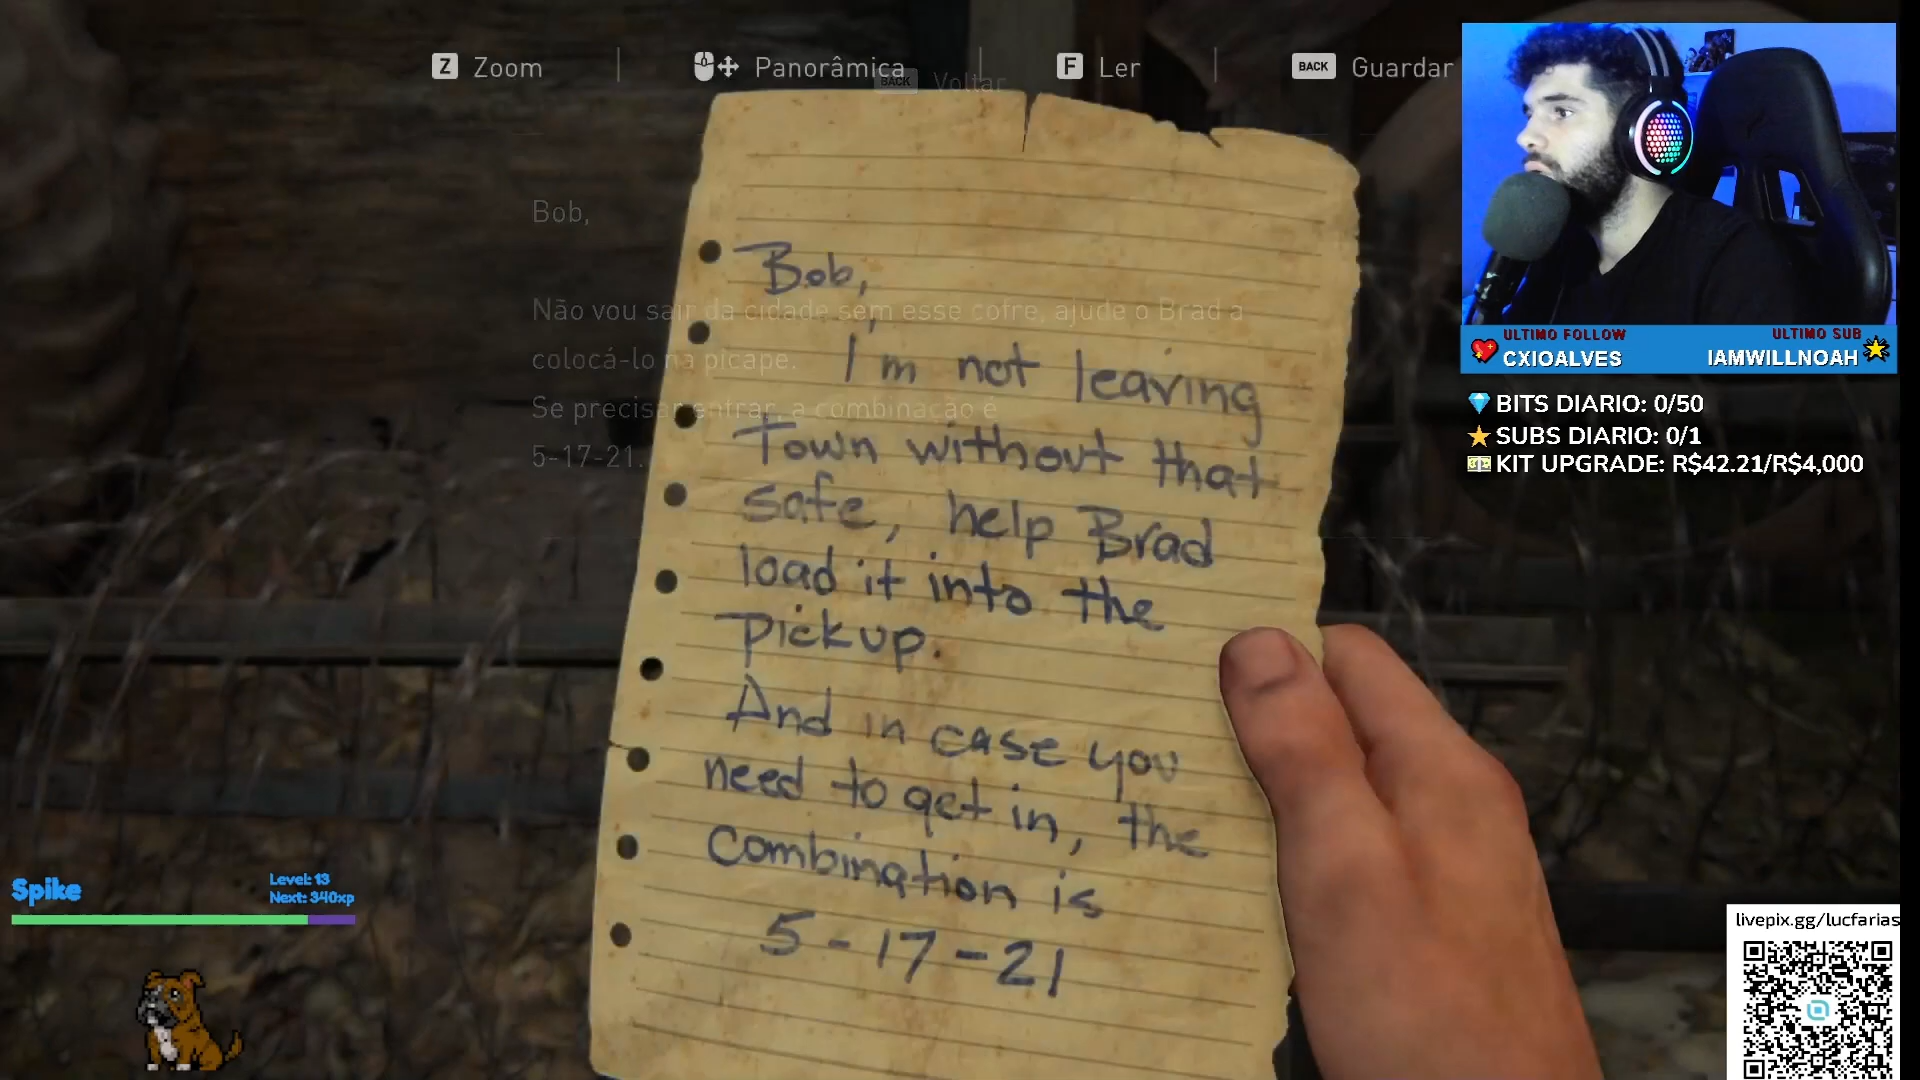 Z Zoom
Panorâmica
F Ler
BACK Guardar
BACK Voltar
Bob,
Não vou sair da cidade sem esse cofre, ajude o Brad a
colocá-lo na picape.
Se precisar entrar, a combinação é
5-17-21.
Bob,
I'm not leaving
Town without that
safe, help Brad
load it into the
pickup.
And in case you
need to get in, the
combination is
5-17-21
ULTIMO FOLLOW
CXIOALVES
ULTIMO SUB
IAMWILLNOAH
BITS DIARIO: 0/50
SUBS DIARIO: 0/1
KIT UPGRADE: R$42.21/R$4,000
Spike
Level: 13
Next: 340xp
livepix.gg/lucfarias